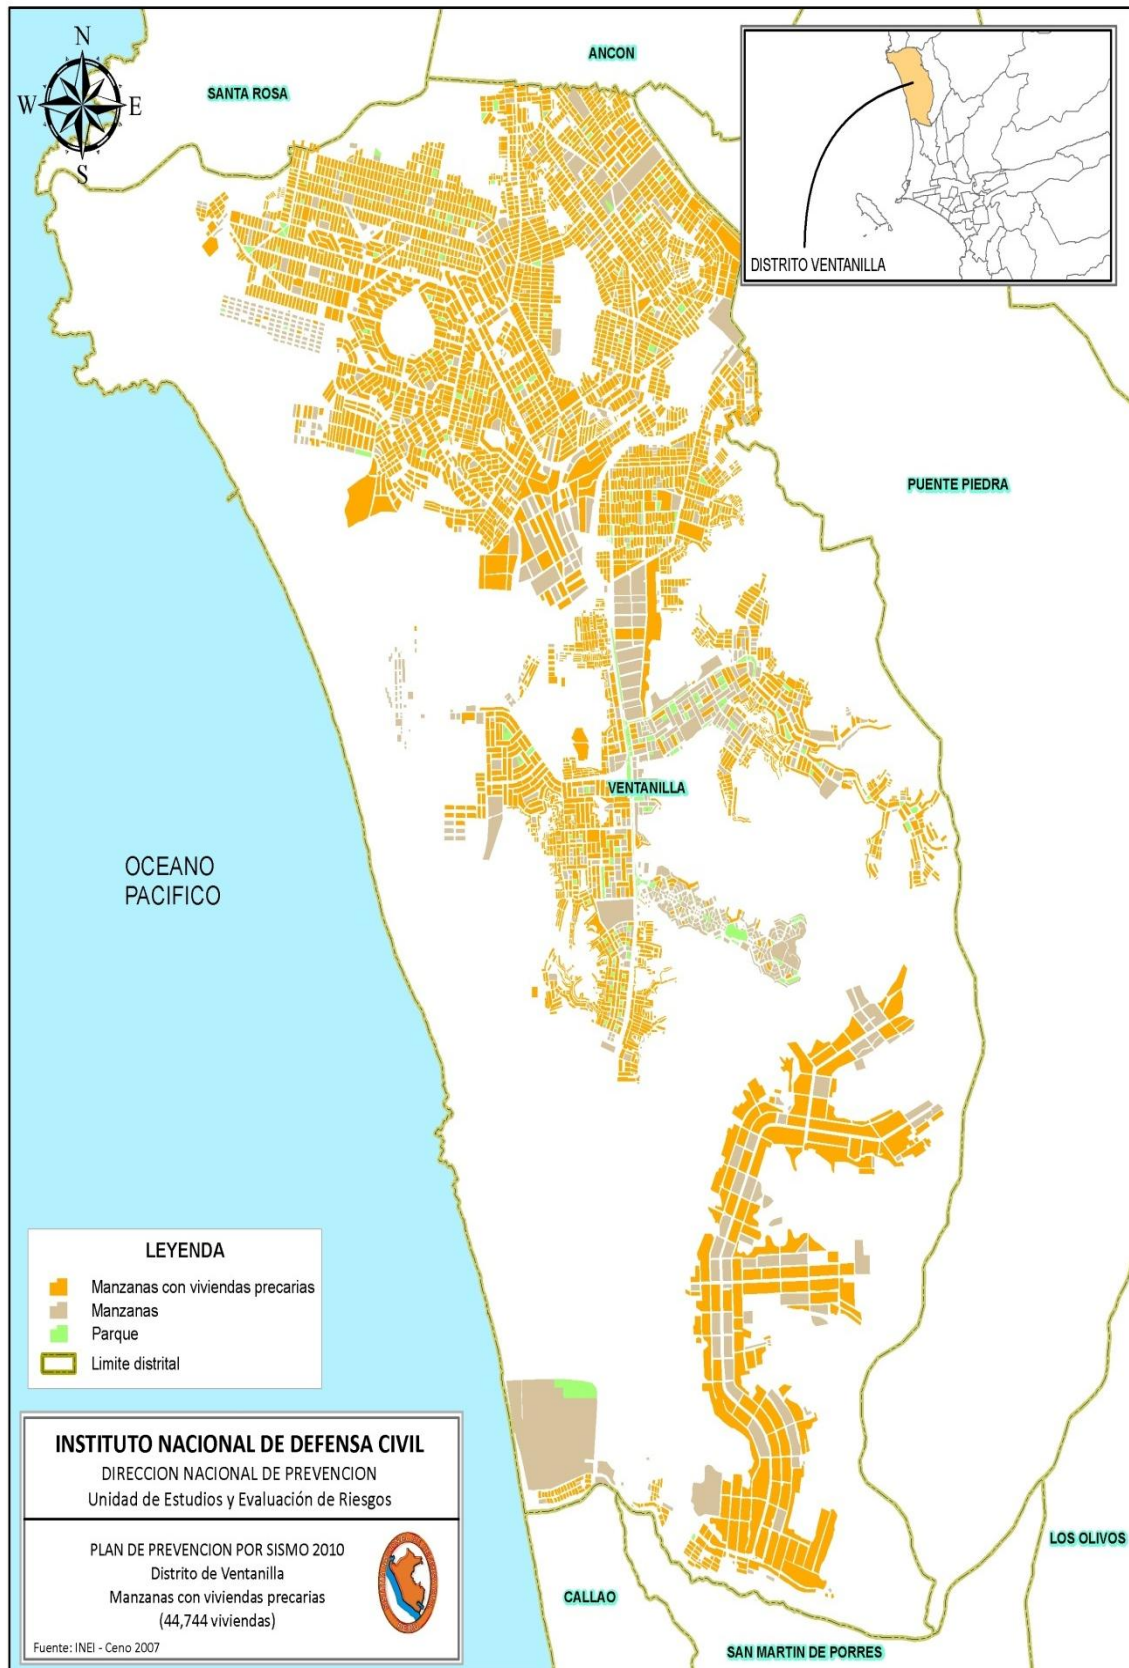 N
W E
S
SANTA ROSA
ANCON
DISTRITO VENTANILLA
PUENTE PIEDRA
VENTANILLA
OCEANO
PACIFICO
LEYENDA
Manzanas con viviendas precarias
Manzanas
Parque
Limite distrital
INSTITUTO NACIONAL DE DEFENSA CIVIL
DIRECCION NACIONAL DE PREVENCION
Unidad de Estudios y Evaluación de Riesgos
PLAN DE PREVENCION POR SISMO 2010
Distrito de Ventanilla
Manzanas con viviendas precarias
(44,744 viviendas)
Fuente: INEI - Ceno 2007
LOS OLIVOS
CALLAO
SAN MARTIN DE PORRES